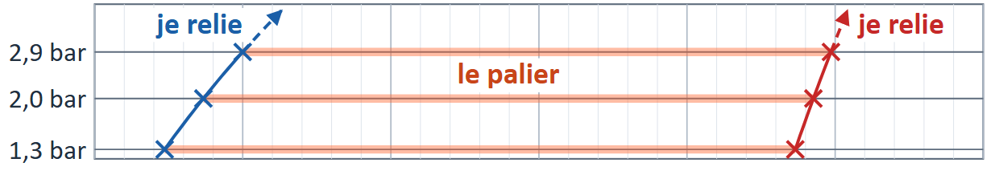 je relie
je relie
2,9 bar
le palier
2,0 bar
1,3 bar